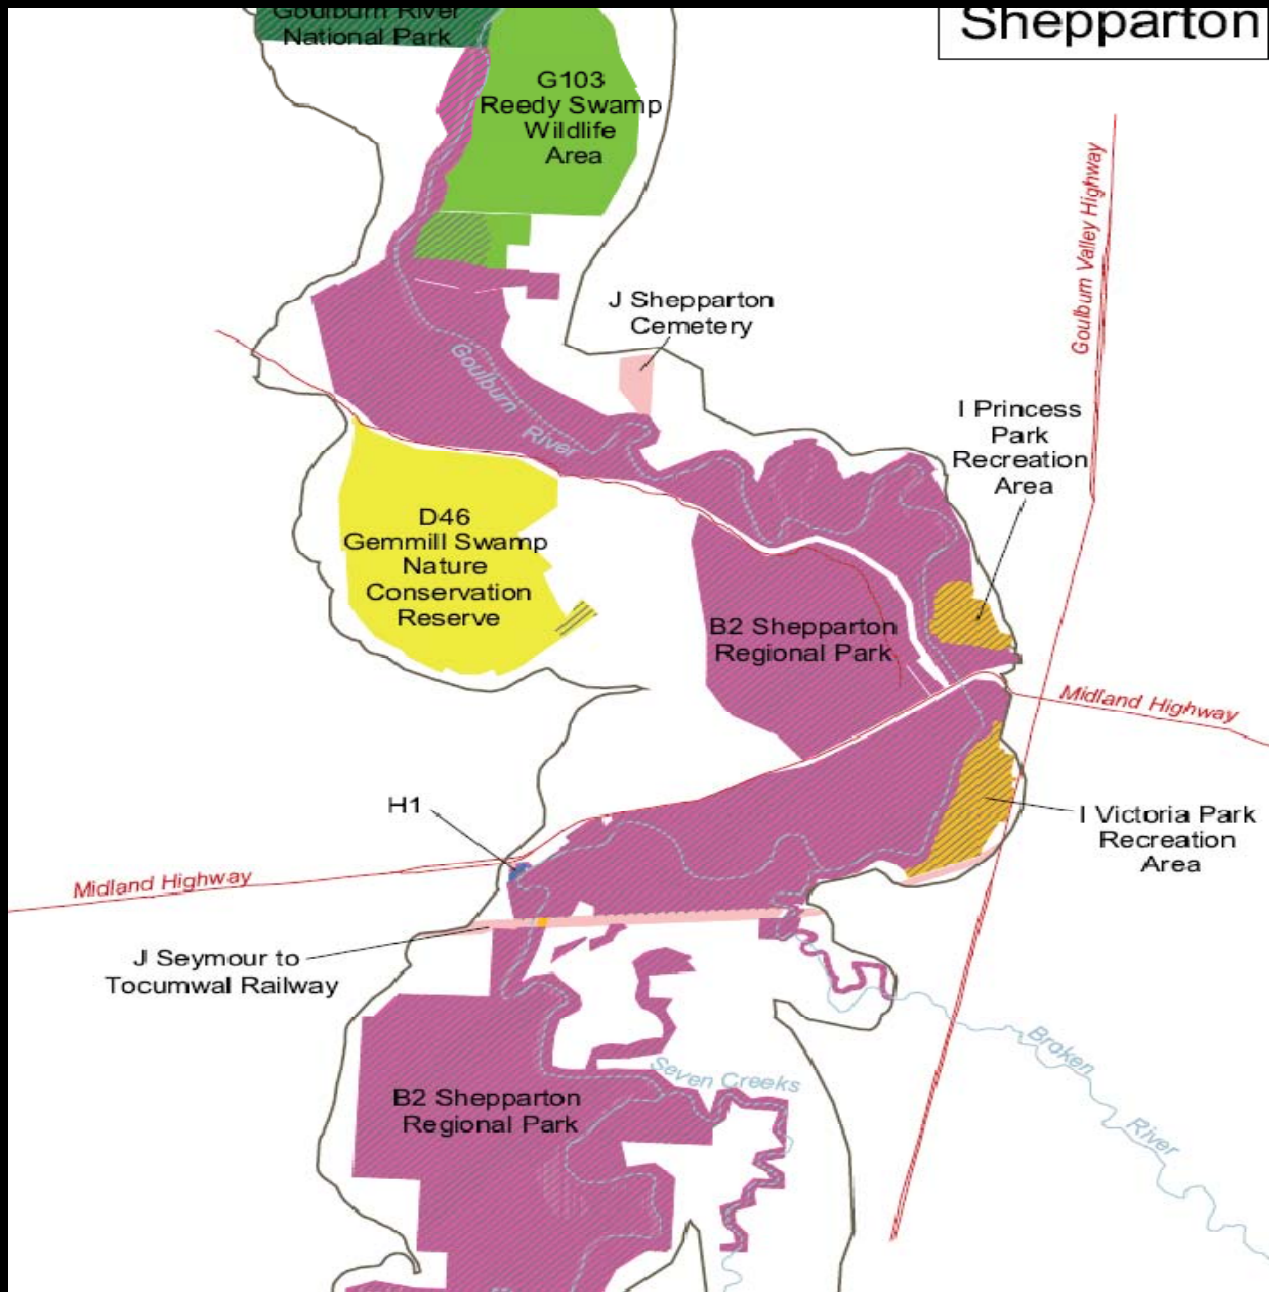 Goulburn River
National Park
Shepparton
G103
Reedy Swamp
Wildlife
Area
Goulburn Valley Highway
J Shepparton
Cemetery
Goulburn
River
I Princess
Park
Recreation
Area
D46
Gemmill Swamp
Nature
Conservation
Reserve
B2 Shepparton
Regional Park
Midland Highway
H1
I Victoria Park
Recreation
Area
Midland Highway
J Seymour to
Tocumwal Railway
Broken
River
Seven Creeks
B2 Shepparton
Regional Park